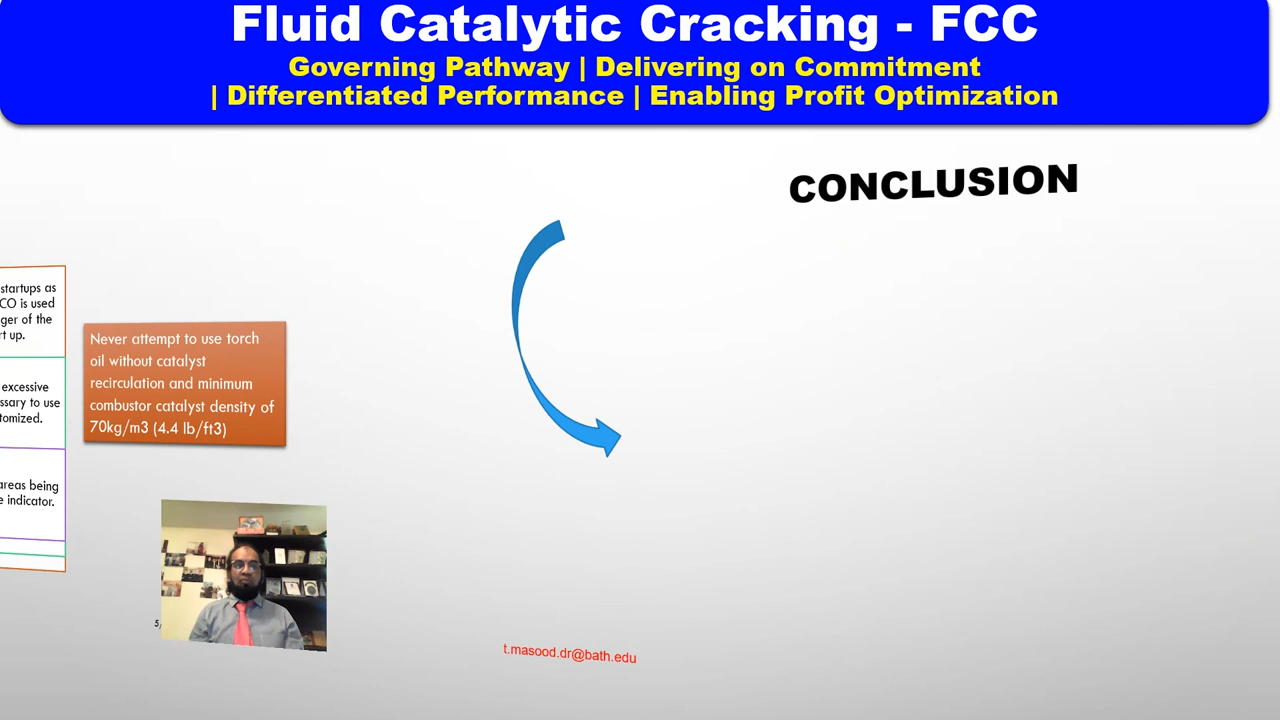 Fluid Catalytic Cracking - FCC
Governing Pathway | Delivering on Commitment
| Differentiated Performance | Enabling Profit Optimization
CONCLUSION
startups as
CO is used
ger of the
rt up.
excessive
ssary to use
tomized.
areas being
e indicator.
Never attempt to use torch
oil without catalyst
recirculation and minimum
combustor catalyst density of
70kg/m3 (4.4 lb/ft3)
5/
t.masood.dr@bath.edu